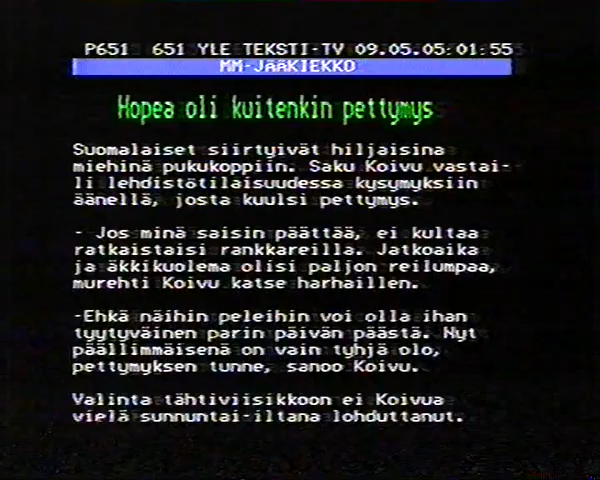 P651 651 YLE TEKSTI-TV 09.05.05:01:55
MM-JÄÄKIEKKO
Hopea oli kuitenkin pettymys
Suomalaiset siirtyivät hiljaisina
miehinä pukukoppiin. Saku Koivu vastai-
li lehdistötilaisuudessa kysymyksiin
äänellä, josta kuulsi pettymys.
- Jos minä saisin päättää, ei kultaa
ratkaistaisi rankkareilla. Jatkoaika
ja äkkikuolema olisi paljon reilumpaa,
murehti Koivu katse harhaillen.
-Ehkä näihin peleihin voi olla ihan
tyytyväinen parin päivän päästä. Nyt
päällimmäisenä on vain tyhjä olo,
pettymyksen tunne, sanoo Koivu.
Valinta tähtiviisikkoon ei Koivua
vielä sunnuntai-iltana lohduttanut.